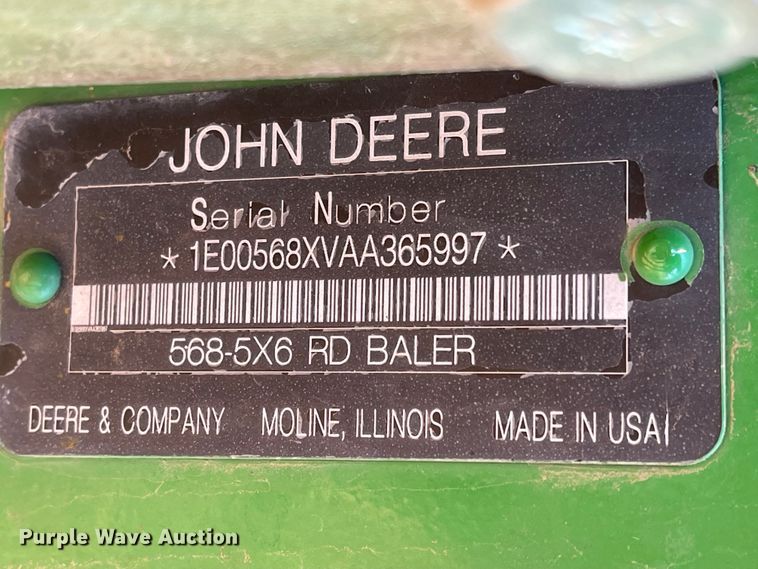 JOHN DEERE
Serial Number
* 1E00568XVAA365997 *
568-5X6 RD BALER
DEERE & COMPANY MOLINE, ILLINOIS MADE IN USA
Purple Wave Auction